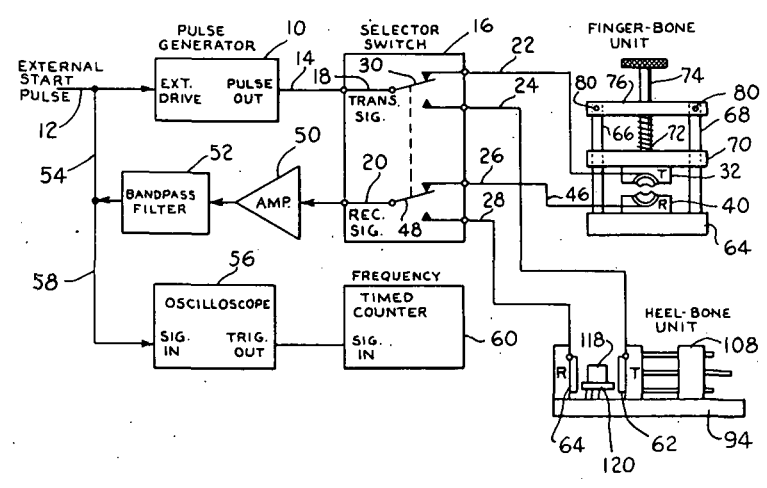 PULSE
GENERATOR
10
SELECTOR
SWITCH
16
FINGER-BONE
UNIT
EXTERNAL
START
PULSE
12
EXT.
DRIVE
PULSE
OUT
14
18
30
TRANS.
SIG.
22
24
80
76
74
80
68
66
72
70
T
32
R
40
64
54
52
50
BANDPASS
FILTER
AMP.
20
REC.
SIG.
48
26
28
46
58
56
OSCILLOSCOPE
SIG.
IN
TRIG.
OUT
FREQUENCY
TIMED
COUNTER
SIG.
IN
60
HEEL-BONE
UNIT
118
108
R
T
64
120
62
94